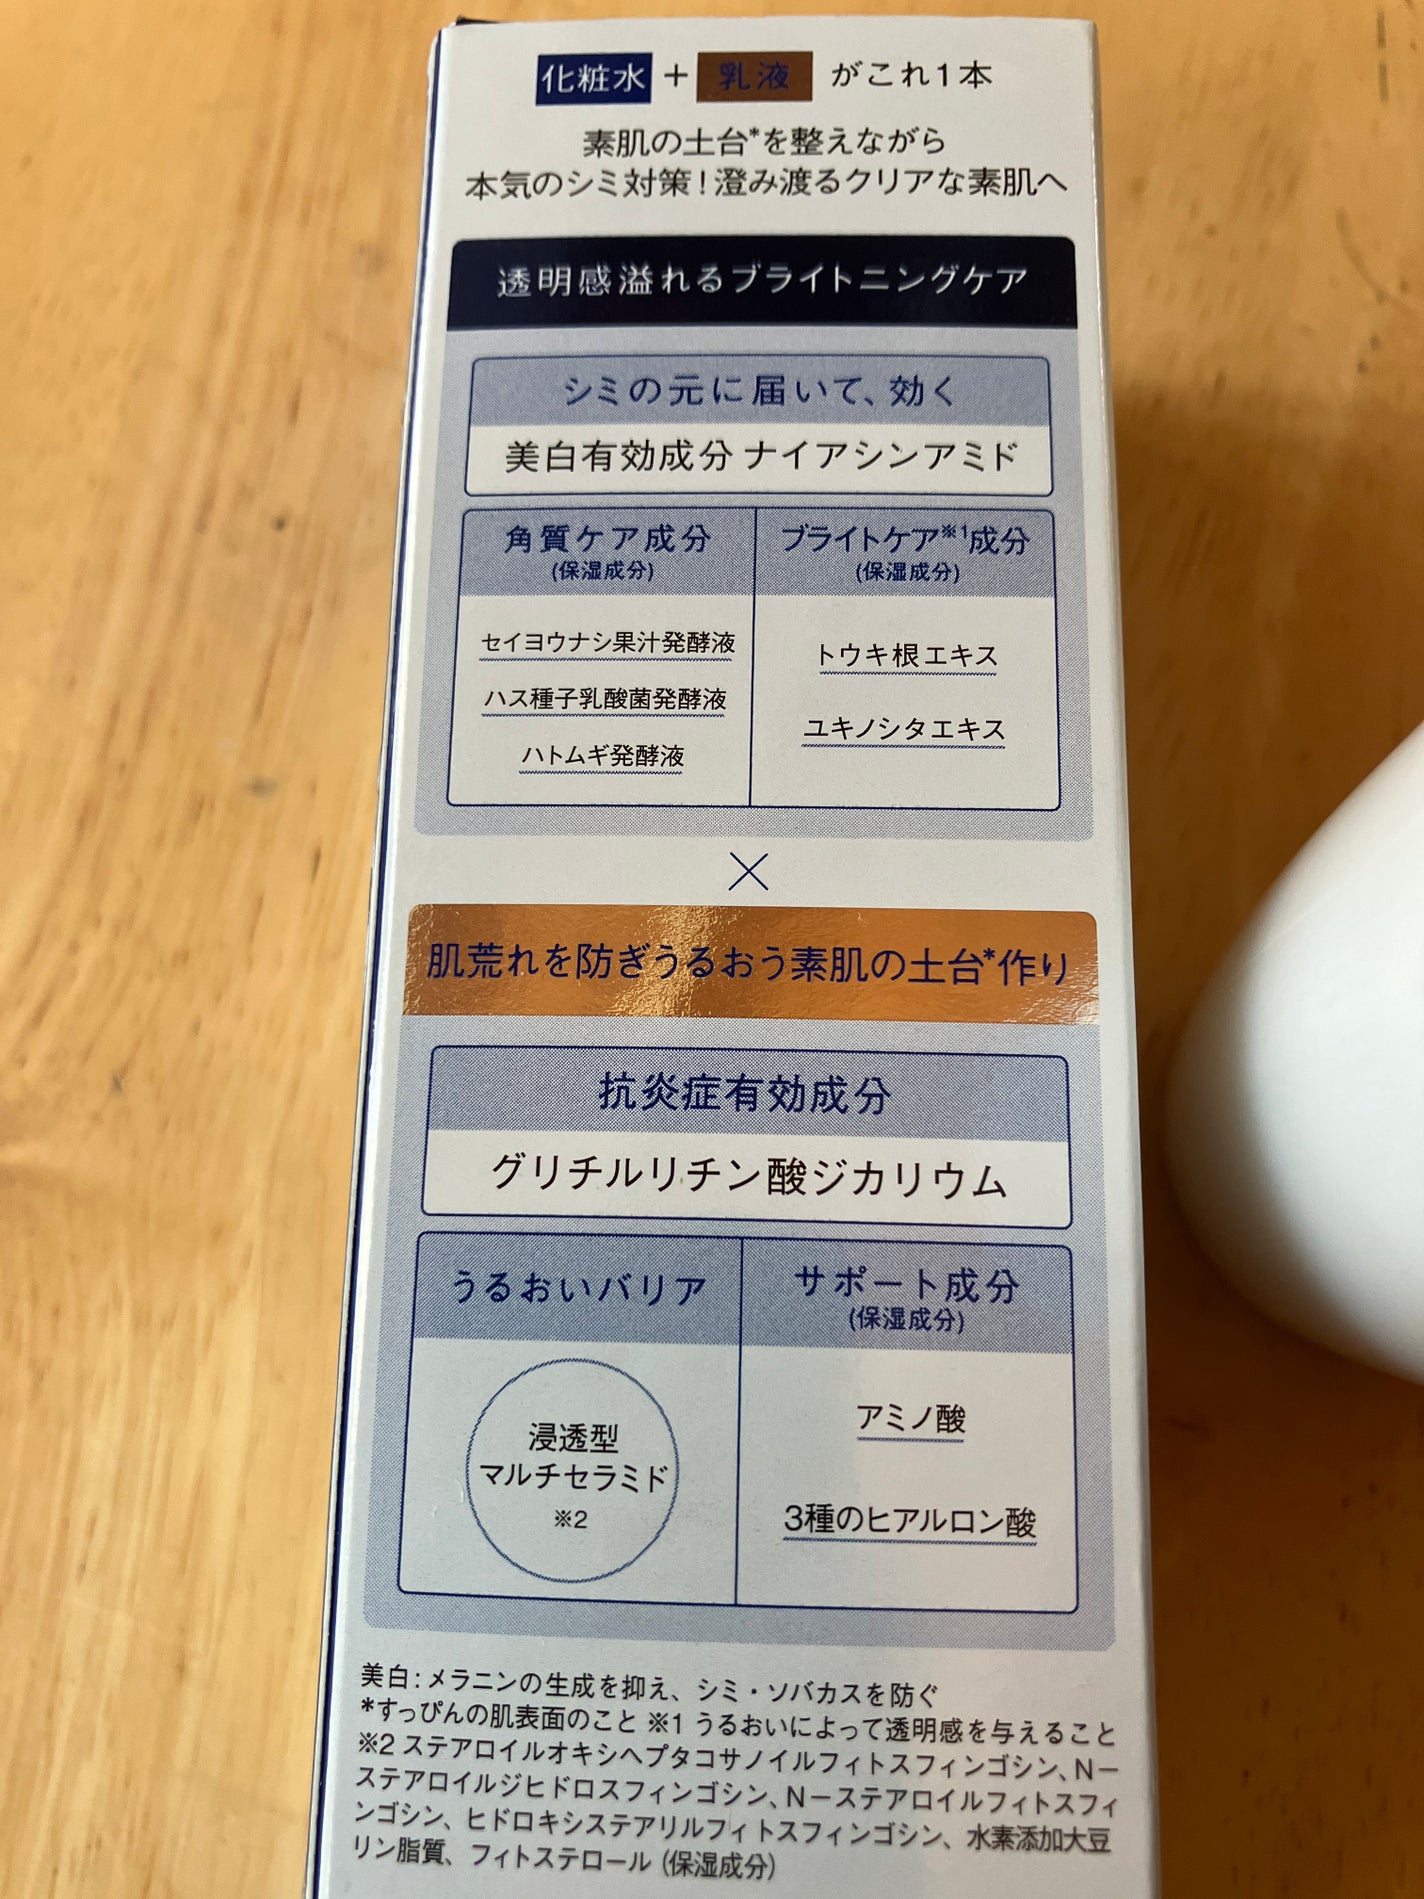 化粧水 + 乳液 がこれ1本
素肌の土台*を整えながら
本気のシミ対策！澄み渡るクリアな素肌へ
透明感溢れるブライトニングケア
シミの元に届いて、効く
美白有効成分 ナイアシンアミド
角質ケア成分
(保湿成分)
セイヨウナシ果汁発酵液
ハス種子乳酸菌発酵液
ハトムギ発酵液
ブライトケア※1成分
(保湿成分)
トウキ根エキス
ユキノシタエキス
×
肌荒れを防ぎうるおう素肌の土台*作り
抗炎症有効成分
グリチルリチン酸ジカリウム
うるおいバリア
浸透型
マルチセラミド
※2
サポート成分
(保湿成分)
アミノ酸
3種のヒアルロン酸
美白：メラニンの生成を抑え、シミ・ソバカスを防ぐ
*すっぴんの肌表面のこと ※1 うるおいによって透明感を与えること
※2 ステアロイルオキシヘプタコサノイルフィトスフィンゴシン、N－
ステアロイルジヒドロスフィンゴシン、N－ステアロイルフィトスフィ
ンゴシン、ヒドロキシステアリルフィトスフィンゴシン、水素添加大豆
リン脂質、フィトステロール (保湿成分)